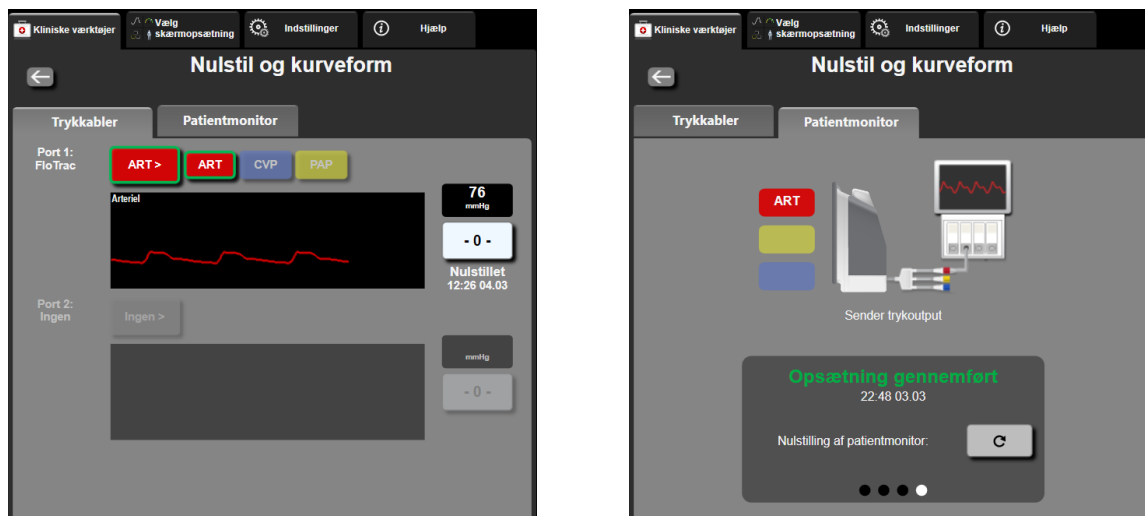 Kliniske værktøjer
Vælg
skærmopsætning
Indstillinger
Hjælp
Nulstil og kurveform
Trykkabler
Patientmonitor
Port 1:
FloTrac
ART >
ART
CVP
PAP
Arteriel
76
mmHg
- 0 -
Nulstillet
12:26 04.03
Port 2:
Ingen
Ingen >
mmHg
- 0 -
Kliniske værktøjer
Vælg
skærmopsætning
Indstillinger
Hjælp
Nulstil og kurveform
Trykkabler
Patientmonitor
ART
Sender trykoutput
Opsætning gennemført
22:48 03.03
Nulstilling af patientmonitor: